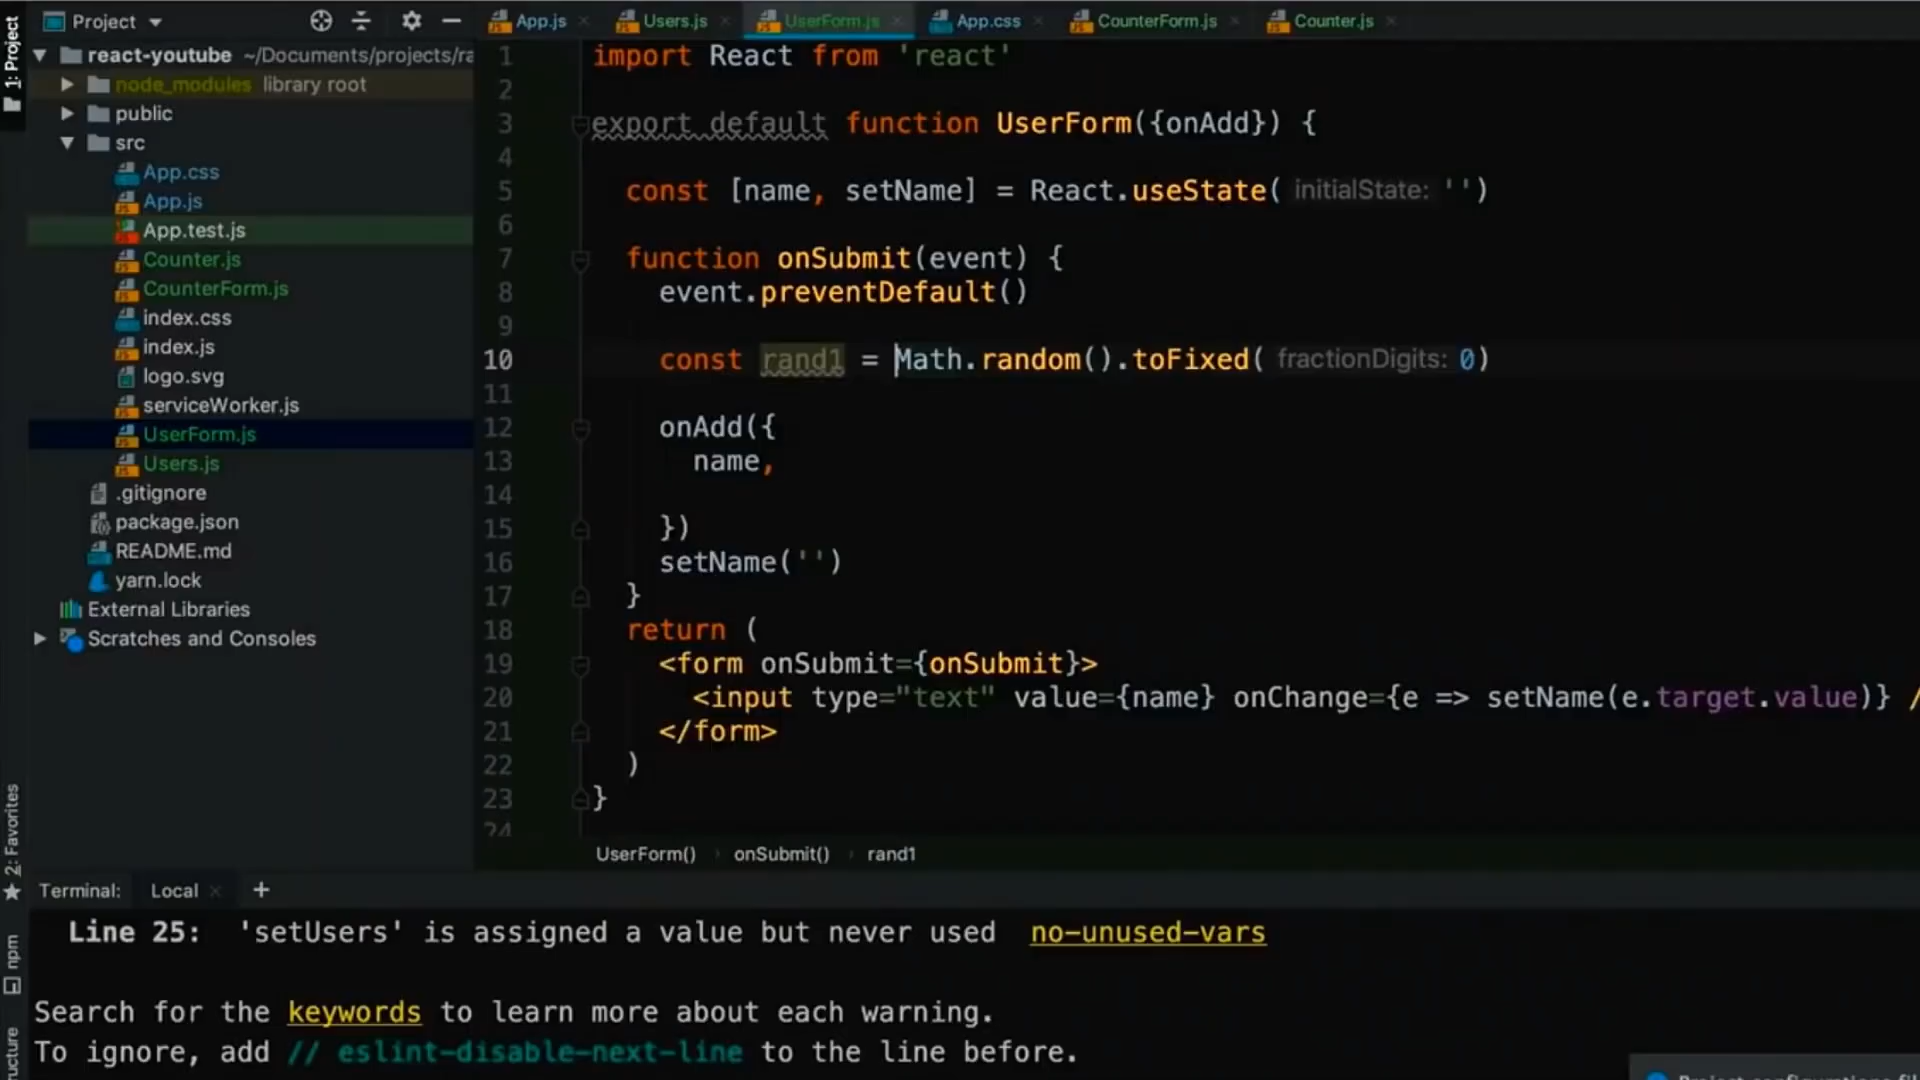 1: Project
Project
App.js
Users.js
UserForm.js
App.css
CounterForm.js
Counter.js
react-youtube ~/Documents/projects/ra
node_modules library root
public
src
App.css
App.js
App.test.js
Counter.js
CounterForm.js
index.css
index.js
logo.svg
serviceWorker.js
UserForm.js
Users.js
.gitignore
package.json
README.md
yarn.lock
External Libraries
Scratches and Consoles
1 import React from 'react'
2
3 export default function UserForm({onAdd}) {
4
5 const [name, setName] = React.useState( initialState: '')
6
7 function onSubmit(event) {
8 event.preventDefault()
9
10 const rand1 = Math.random().toFixed( fractionDigits: 0)
11
12 onAdd({
13 name,
14
15 })
16 setName('')
17 }
18 return (
19 <form onSubmit={onSubmit}>
20 <input type="text" value={name} onChange={e => setName(e.target.value)} /
21 </form>
22 )
23 }
24
UserForm() › onSubmit() › rand1
2: Favorites
npm
ructure
Terminal: Local × +
Line 25: 'setUsers' is assigned a value but never used no-unused-vars
Search for the keywords to learn more about each warning.
To ignore, add // eslint-disable-next-line to the line before.